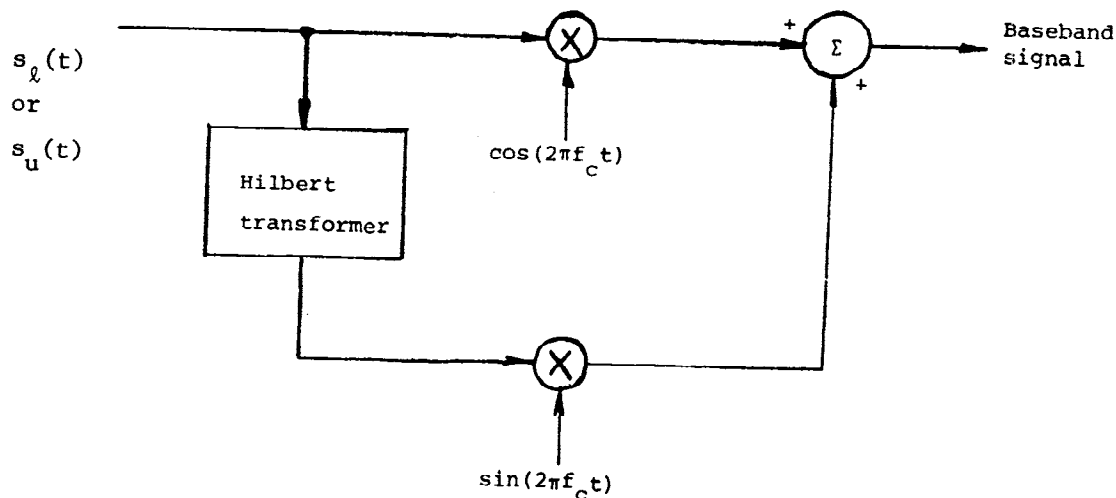 s_ℓ(t)
or
s_u(t)
Hilbert
transformer
X
cos(2πf_c t)
+
Σ
+
Baseband
signal
X
sin(2πf_c t)